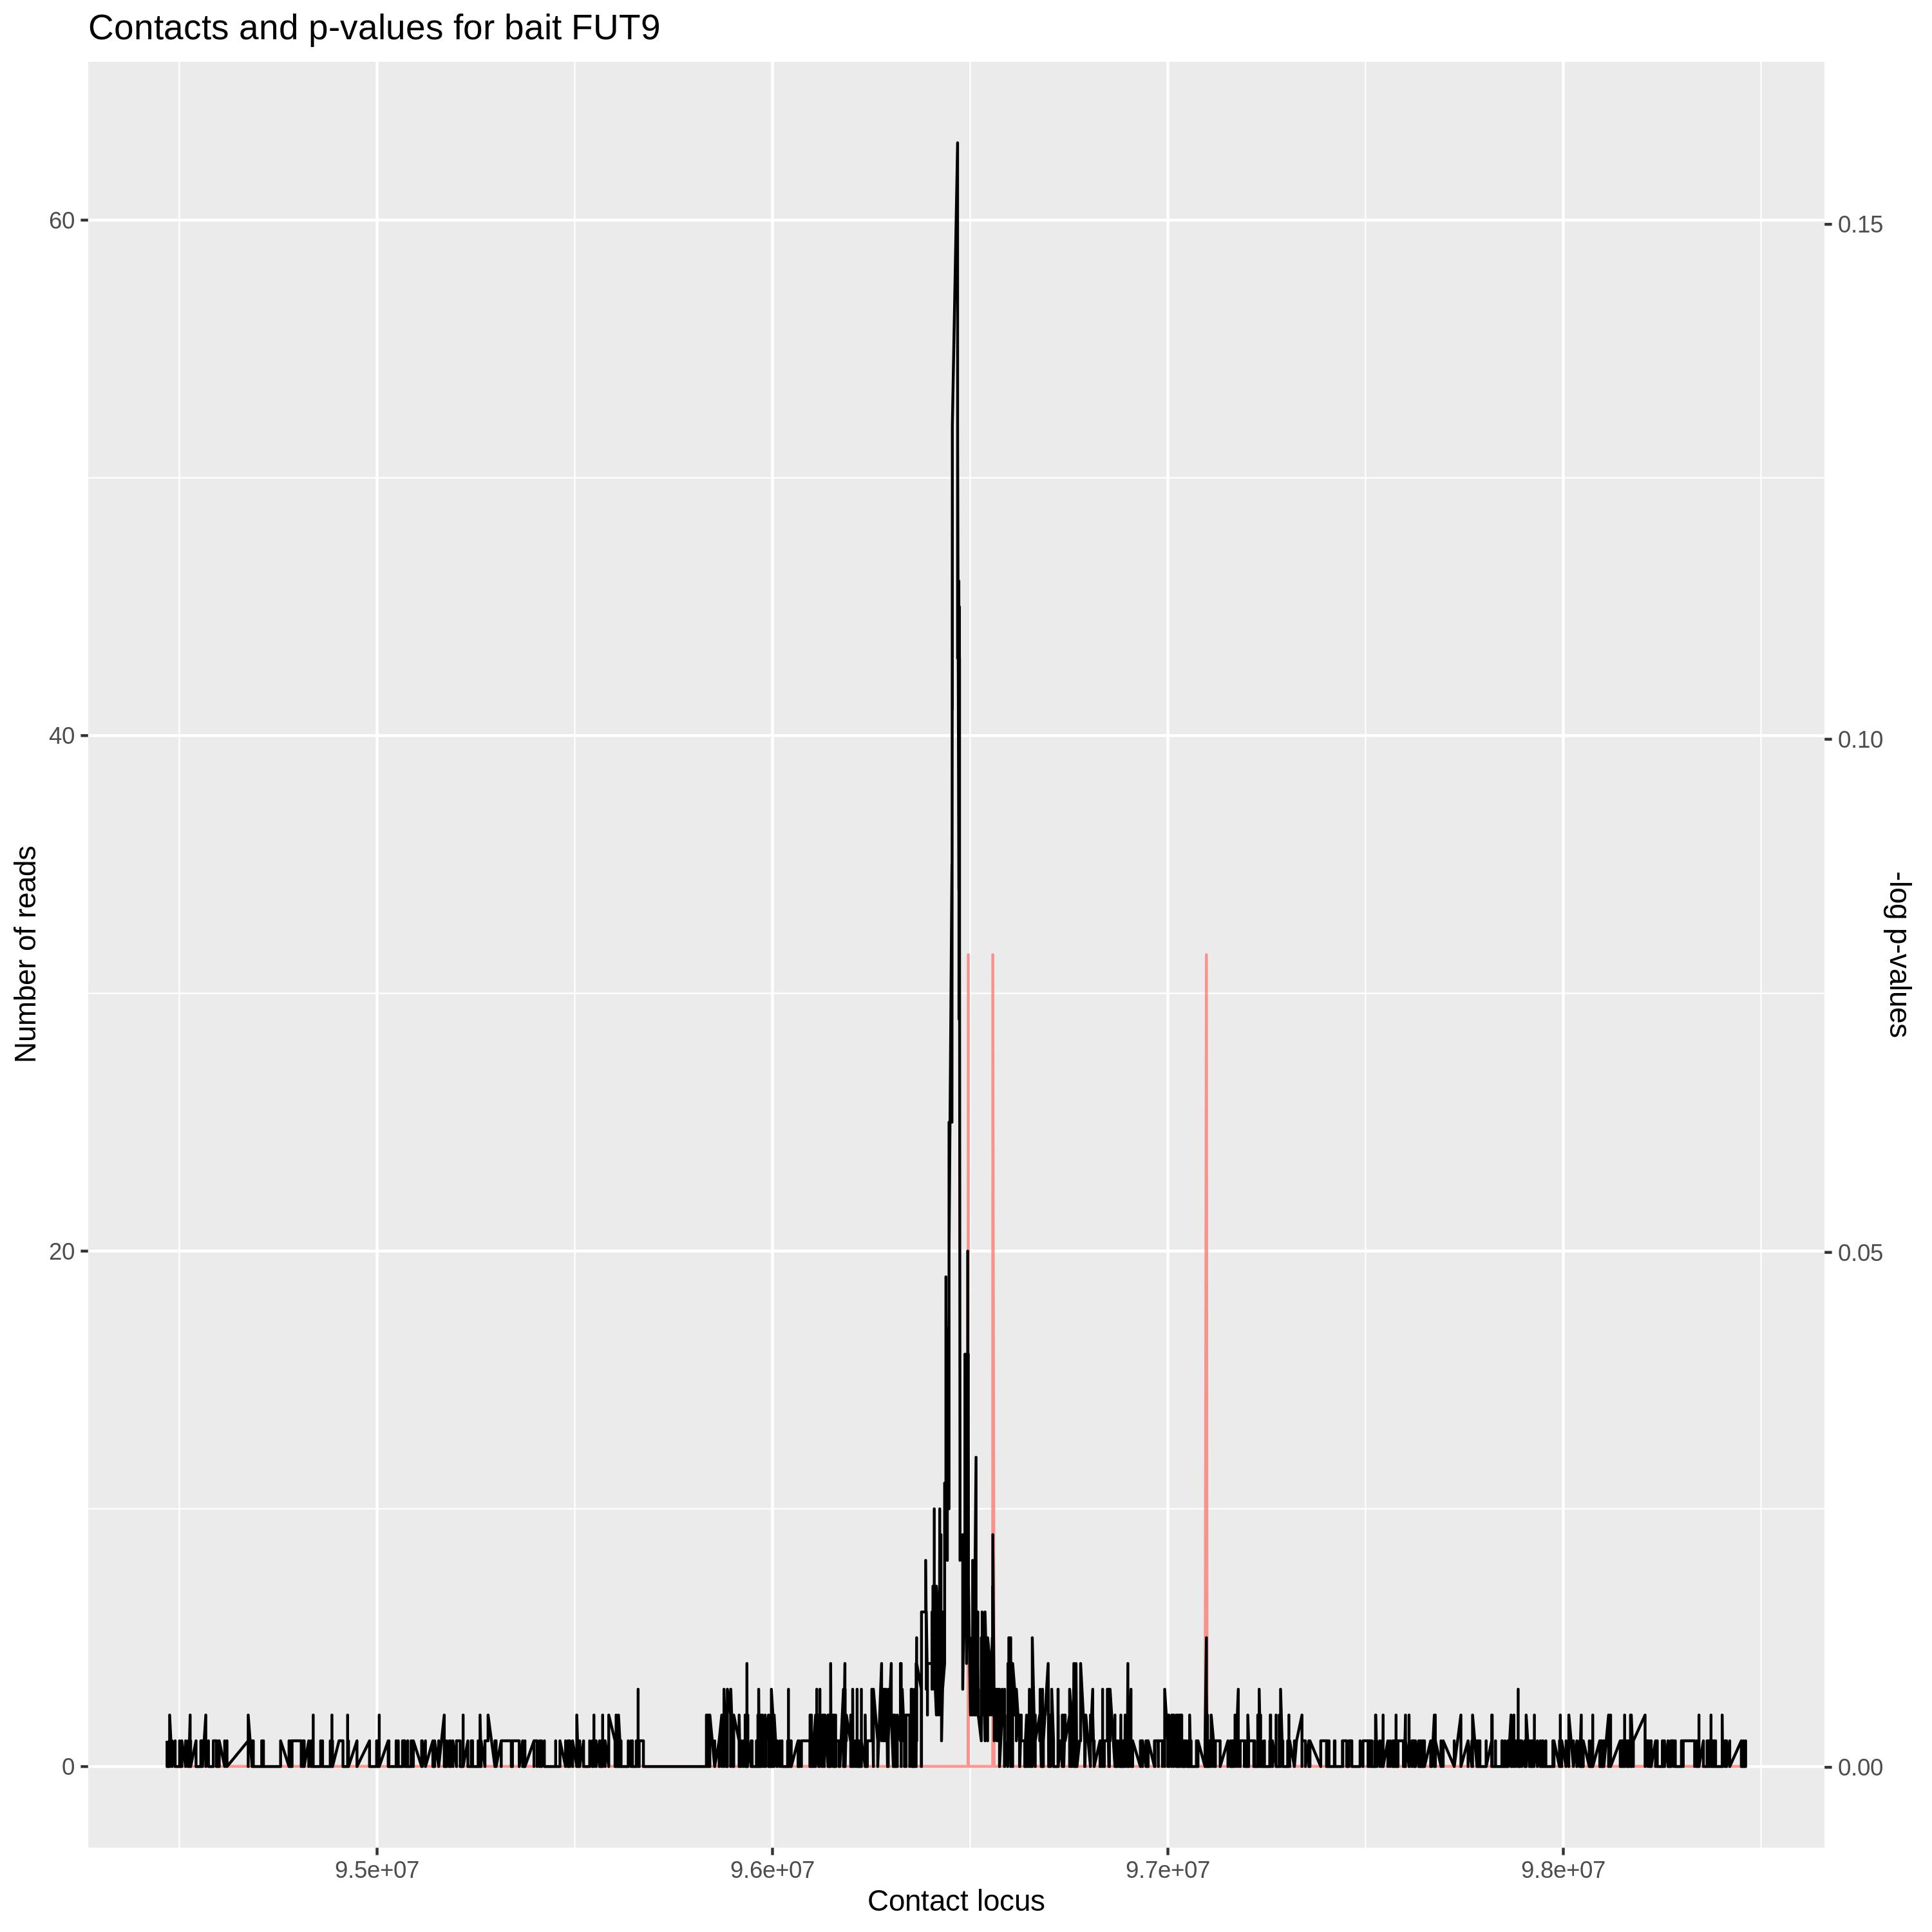 Contacts and p-values for bait FUT9
60
40
20
0
0.15
0.10
0.05
0.00
Number of reads
-log p-values
9.5e+07 9.6e+07 9.7e+07 9.8e+07
Contact locus